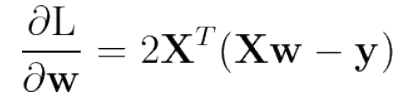 ∂L/∂w = 2Xᵀ(Xw − y)